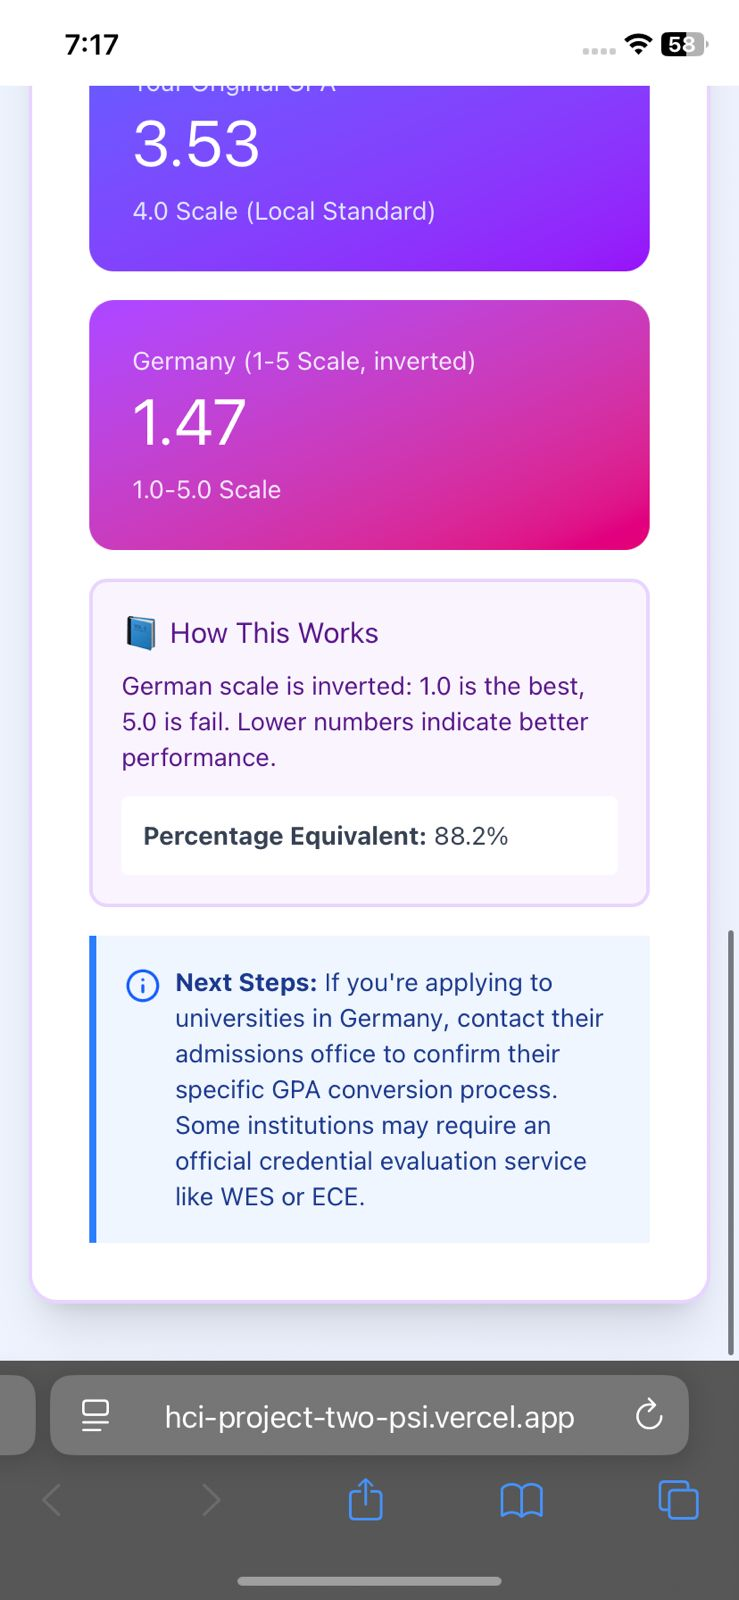 7:17
58
Your Original GPA
3.53
4.0 Scale (Local Standard)
Germany (1-5 Scale, inverted)
1.47
1.0-5.0 Scale
How This Works
German scale is inverted: 1.0 is the best,
5.0 is fail. Lower numbers indicate better
performance.
Percentage Equivalent: 88.2%
Next Steps: If you're applying to
universities in Germany, contact their
admissions office to confirm their
specific GPA conversion process.
Some institutions may require an
official credential evaluation service
like WES or ECE.
hci-project-two-psi.vercel.app